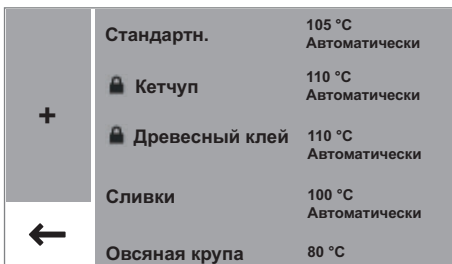 Стандартн.
105 °C
Автоматически
Кетчуп
110 °C
Автоматически
+
Древесный клей
110 °C
Автоматически
Сливки
100 °C
Автоматически
Овсяная крупа
80 °C